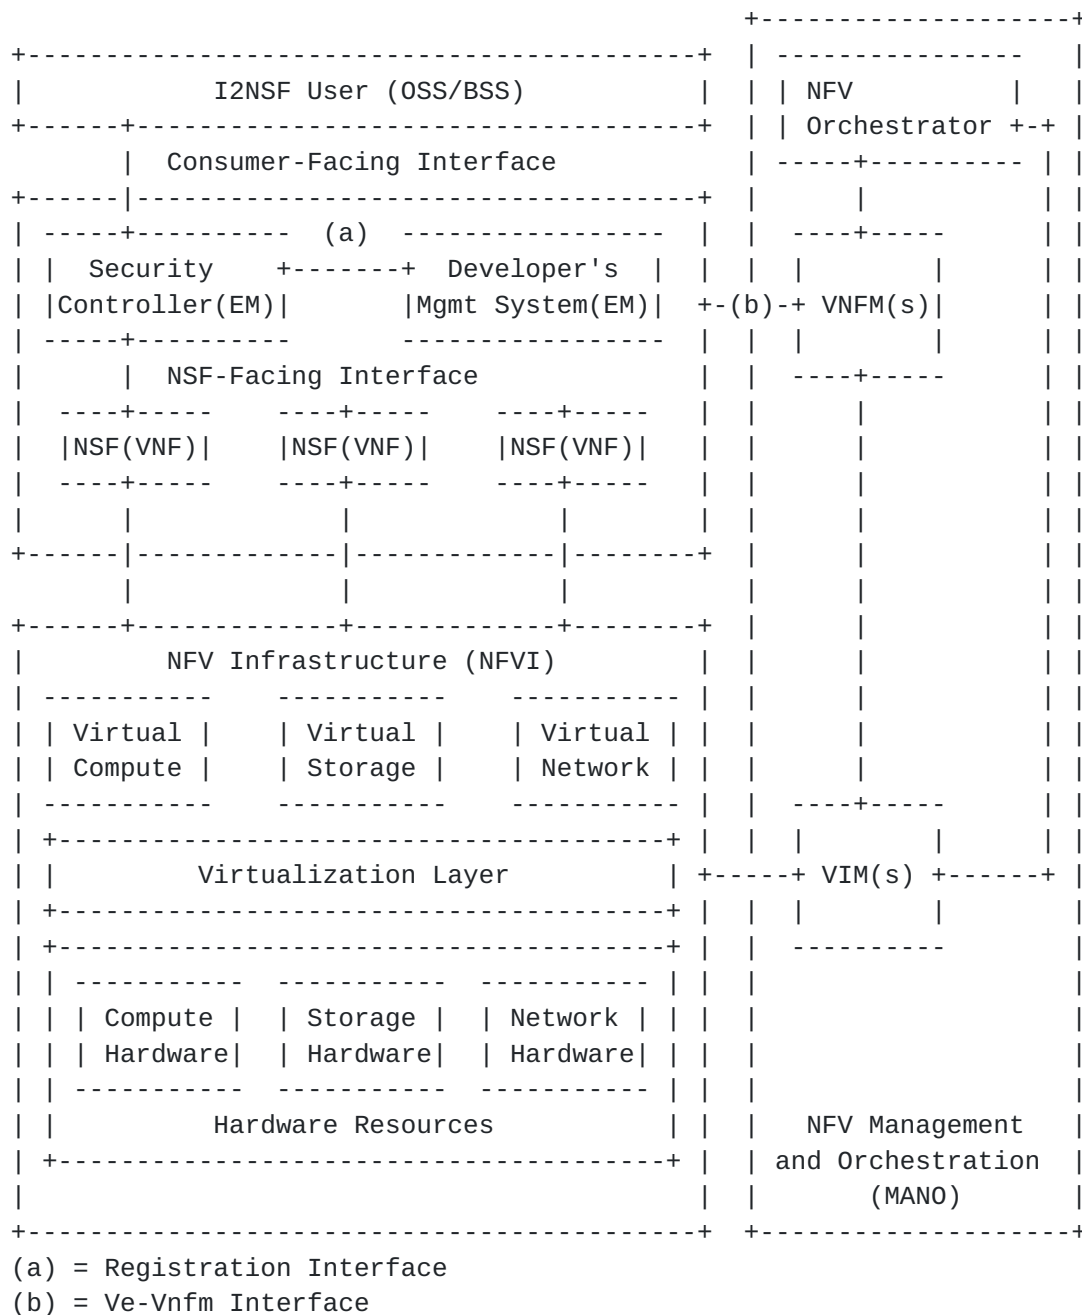 +--------------------+
+-------------------------------------------+  | ----------------   |
|            I2NSF User (OSS/BSS)           |  | | NFV          |   |
+------+------------------------------------+  | | Orchestrator +-+ |
       |  Consumer-Facing Interface            | -----+---------- | |
+------|------------------------------------+  |      |           | |
| -----+---------- (a) -----------------    |  |  ----+-----      | |
| | Security     +-------+ Developer's  |   |  |  |        |      | |
| |Controller(EM)|       |Mgmt System(EM)|  +-(b)-+ VNFM(s)|      | |
| -----+----------       -----------------  |  |  |        |      | |
|      |  NSF-Facing Interface              |  |  ----+-----      | |
|  ----+-----    ----+-----    ----+-----   |  |      |           | |
|  |NSF(VNF)|    |NSF(VNF)|    |NSF(VNF)|   |  |      |           | |
|  ----+-----    ----+-----    ----+-----   |  |      |           | |
|      |             |             |        |  |      |           | |
+------|-------------|-------------|--------+  |      |           | |
       |             |             |           |      |           | |
+------+-------------+-------------+--------+  |      |           | |
|         NFV Infrastructure (NFVI)         |  |      |           | |
| -----------    -----------    ----------- |  |      |           | |
| | Virtual |    | Virtual |    | Virtual | |  |      |           | |
| | Compute |    | Storage |    | Network | |  |      |           | |
| -----------    -----------    ----------- |  |  ----+-----      | |
| +---------------------------------------+ |  |  |        |      | |
| |         Virtualization Layer          | +-----+ VIM(s) +------+ |
| +---------------------------------------+ |  |  |        |        |
| +---------------------------------------+ |  |  ----------        |
| | -----------  -----------  ----------- | |  |                    |
| | | Compute |  | Storage |  | Network | | |  |                    |
| | | Hardware|  | Hardware|  | Hardware| | |  |                    |
| | -----------  -----------  ----------- | |  |                    |
| |          Hardware Resources           | |  |   NFV Management   |
| +---------------------------------------+ |  | and Orchestration  |
|                                           |  |       (MANO)       |
+-------------------------------------------+  +--------------------+
(a) = Registration Interface
(b) = Ve-Vnfm Interface